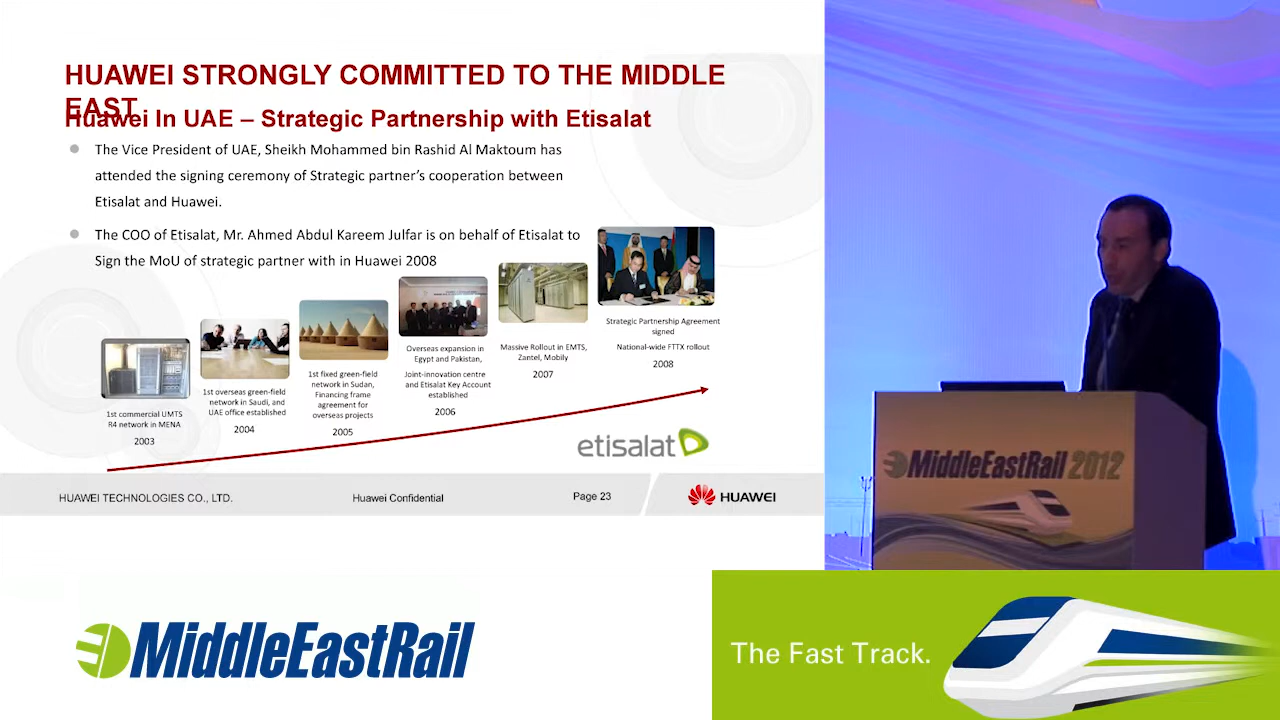 HUAWEI STRONGLY COMMITTED TO THE MIDDLE
EAST
Huawei In UAE – Strategic Partnership with Etisalat
The Vice President of UAE, Sheikh Mohammed bin Rashid Al Maktoum has
attended the signing ceremony of Strategic partner's cooperation between
Etisalat and Huawei.
The COO of Etisalat, Mr. Ahmed Abdul Kareem Julfar is on behalf of Etisalat to
Sign the MoU of strategic partner with in Huawei 2008
1st commercial UMTS
R4 network in MENA
2003
1st overseas green-field
network in Saudi, and
UAE office established
2004
1st fixed green-field
network in Sudan,
Financing frame
agreement for
overseas projects
2005
Overseas expansion in
Egypt and Pakistan,
Joint-innovation centre
and Etisalat Key Account
established
2006
Massive Rollout in EMTS,
Zantel, Mobily
2007
Strategic Partnership Agreement
signed
National-wide FTTX rollout
2008
etisalat
HUAWEI TECHNOLOGIES CO., LTD.
Huawei Confidential
Page 23
HUAWEI
MiddleEastRail 2012
MiddleEastRail
The Fast Track.